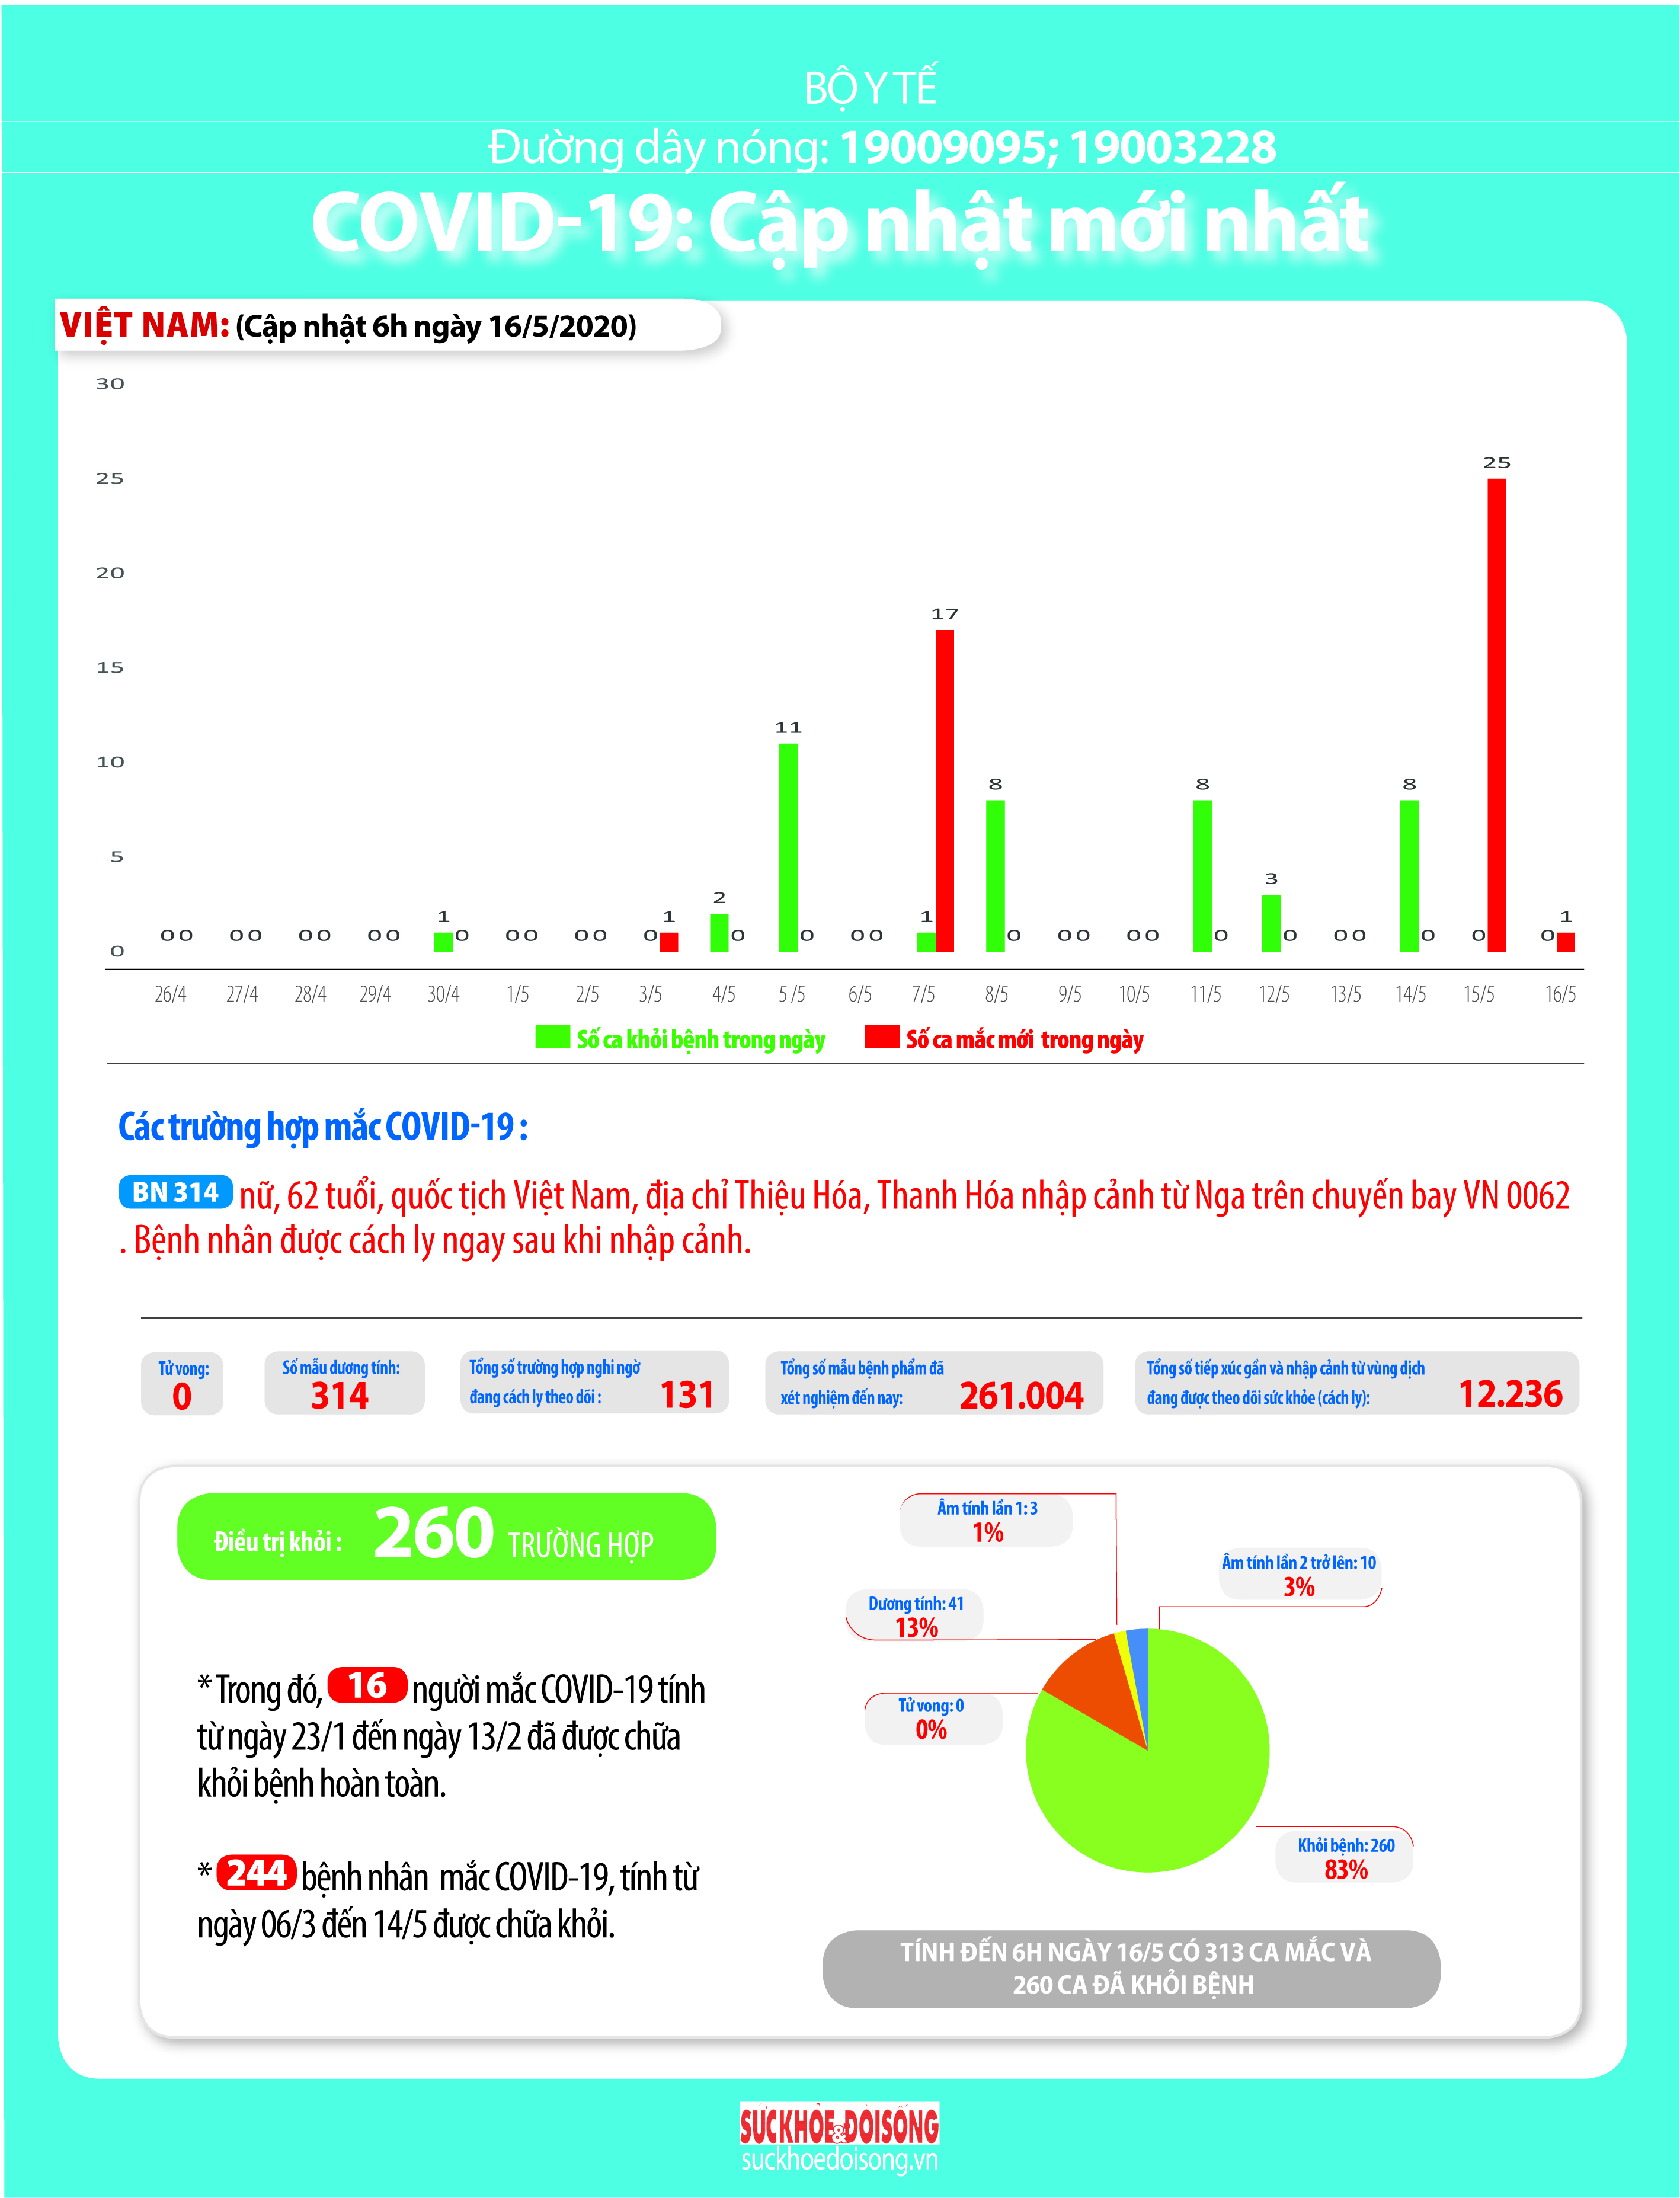 BỘ Y TẾ
Đường dây nóng: 19009095; 19003228
COVID-19: Cập nhật mới nhất
VIỆT NAM: (Cập nhật 6h ngày 16/5/2020)
30
25
20
15
10
5
0
0 0 0 0 0 0 0 0 1 0 0 0 0 0 0 1 2 0 11 0 0 0 1 17 8 0 0 0 0 0 8 0 3 0 0 0 8 0 0 25 0 1
26/4 27/4 28/4 29/4 30/4 1/5 2/5 3/5 4/5 5 /5 6/5 7/5 8/5 9/5 10/5 11/5 12/5 13/5 14/5 15/5 16/5
Số ca khỏi bệnh trong ngày Số ca mắc mới trong ngày
Các trường hợp mắc COVID-19 :
BN 314 nữ, 62 tuổi, quốc tịch Việt Nam, địa chỉ Thiệu Hóa, Thanh Hóa nhập cảnh từ Nga trên chuyến bay VN 0062
. Bệnh nhân được cách ly ngay sau khi nhập cảnh.
Tử vong:
0
Số mẫu dương tính:
314
Tổng số trường hợp nghi ngờ
đang cách ly theo dõi : 131
Tổng số mẫu bệnh phẩm đã
xét nghiệm đến nay: 261.004
Tổng số tiếp xúc gần và nhập cảnh từ vùng dịch
đang được theo dõi sức khỏe (cách ly): 12.236
Điều trị khỏi : 260 TRƯỜNG HỢP
* Trong đó, 16 người mắc COVID-19 tính
từ ngày 23/1 đến ngày 13/2 đã được chữa
khỏi bệnh hoàn toàn.
* 244 bệnh nhân mắc COVID-19, tính từ
ngày 06/3 đến 14/5 được chữa khỏi.
Âm tính lần 1: 3
1%
Âm tính lần 2 trở lên: 10
3%
Dương tính: 41
13%
Tử vong: 0
0%
Khỏi bệnh: 260
83%
TÍNH ĐẾN 6H NGÀY 16/5 CÓ 313 CA MẮC VÀ
260 CA ĐÃ KHỎI BỆNH
SỨCKHỎE&ĐỜISỐNG
suckhoedoisong.vn